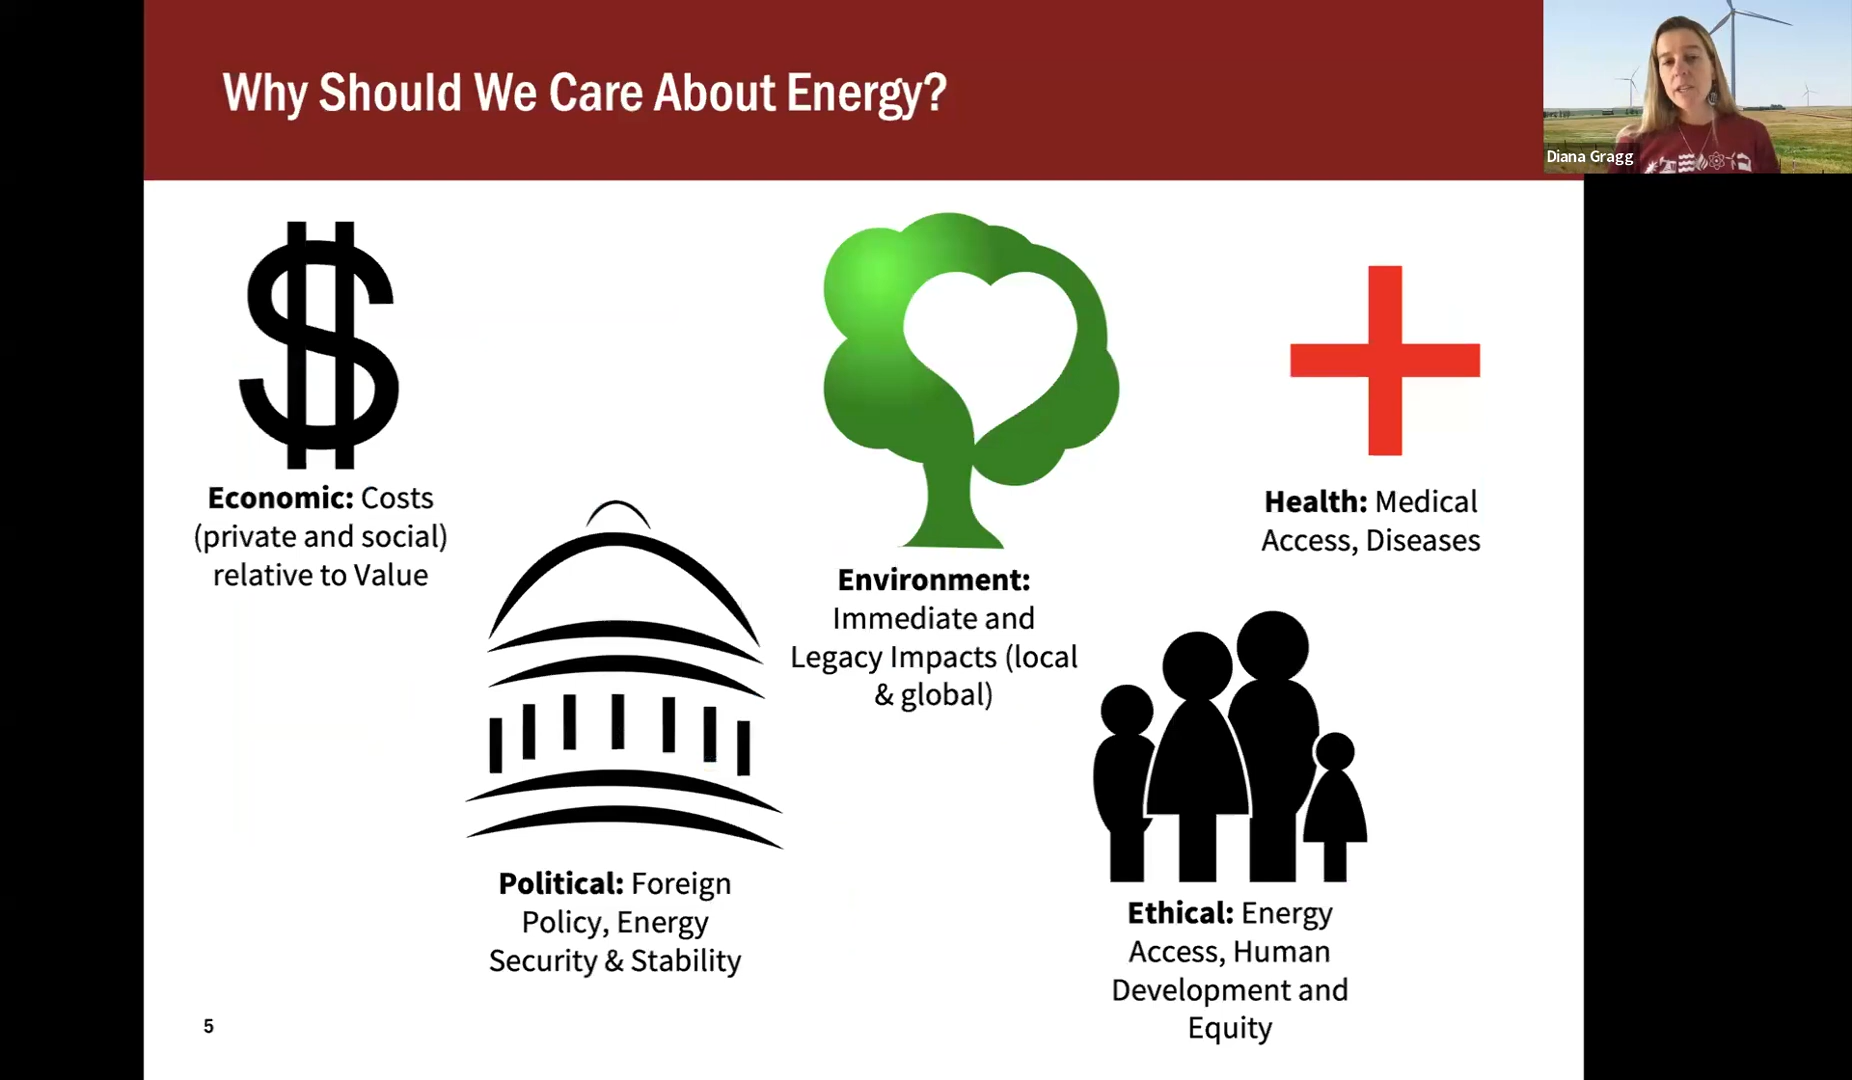 Why Should We Care About Energy?
Diana Gragg
Economic: Costs
(private and social)
relative to Value
Political: Foreign
Policy, Energy
Security & Stability
Environment:
Immediate and
Legacy Impacts (local
& global)
Health: Medical
Access, Diseases
Ethical: Energy
Access, Human
Development and
Equity
5